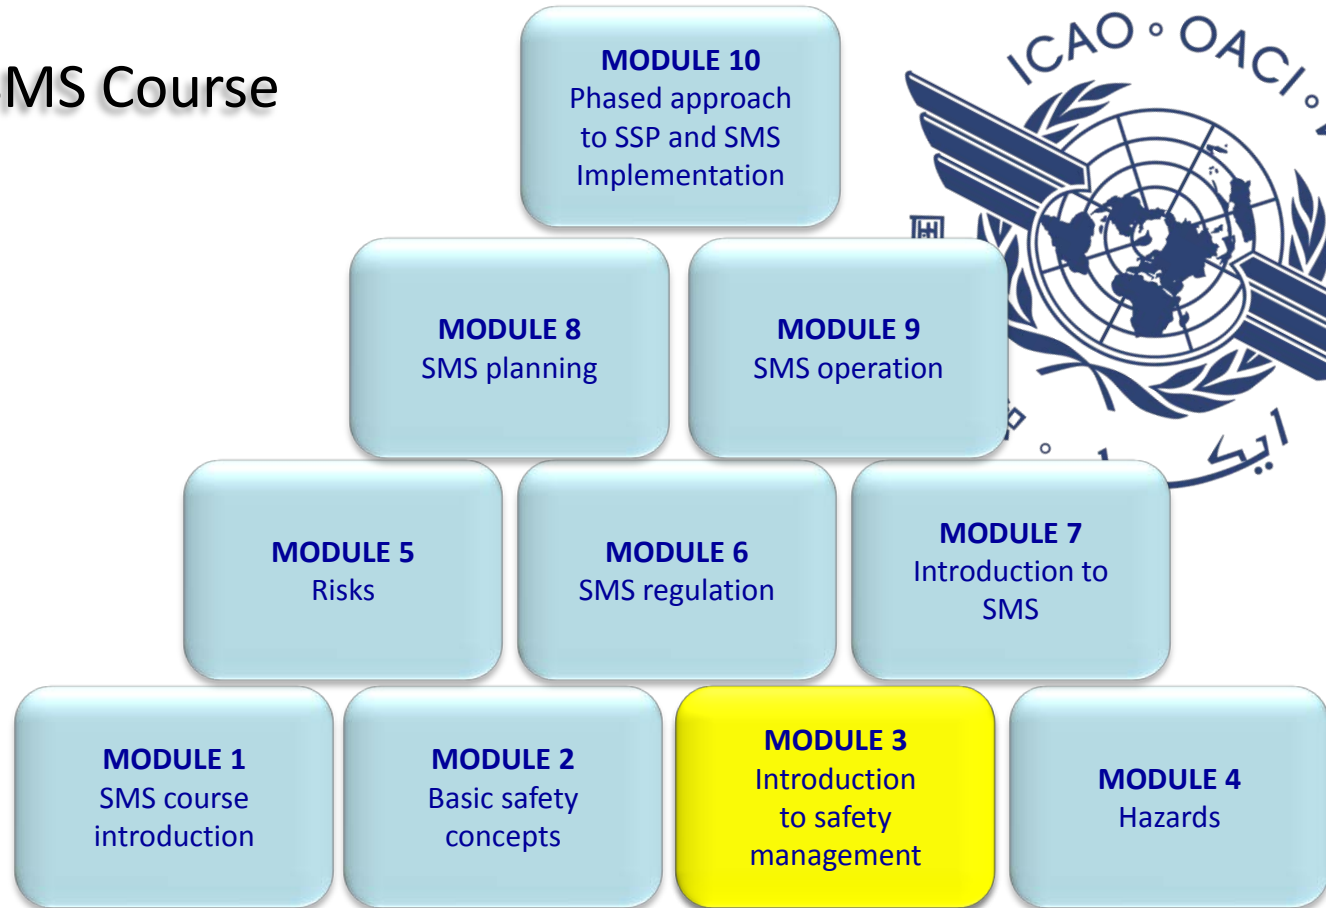 MS Course
MODULE 10
Phased approach
to SSP and SMS
Implementation
ICAO ° OACI °
MODULE 8
SMS planning
MODULE 9
SMS operation
MODULE 5
Risks
MODULE 6
SMS regulation
MODULE 7
Introduction to
SMS
MODULE 1
SMS course
introduction
MODULE 2
Basic safety
concepts
MODULE 3
Introduction
to safety
management
MODULE 4
Hazards